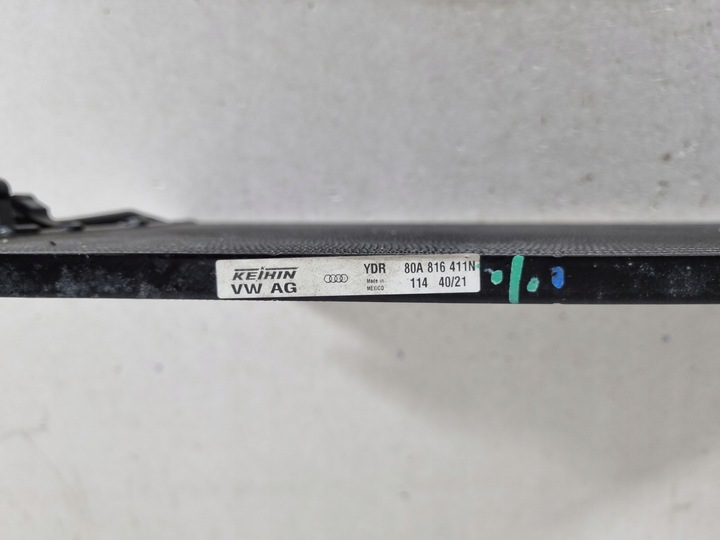 KEIHIN YDR 80A 816 411N
VW AG Made in MEXICO 114 40/21